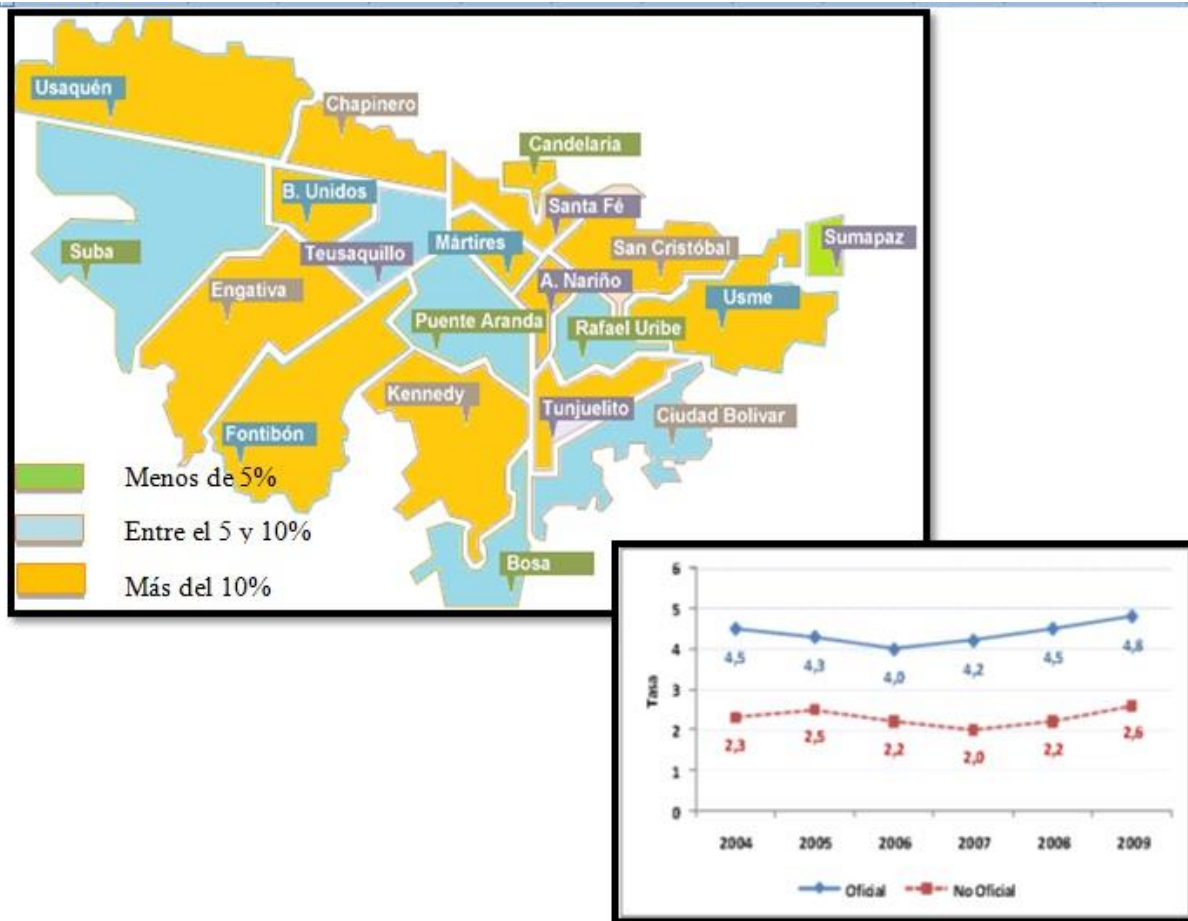 Usaquén
Chapinero
Candelaria
B. Unidos
Santa Fé
Suba
Teusaquillo
Mártires
San Cristóbal
Sumapaz
Engativa
A. Nariño
Usme
Puente Aranda
Rafael Uribe
Kennedy
Tunjuelito
Ciudad Bolivar
Fontibón
Menos de 5%
Entre el 5 y 10%
Más del 10%
Bosa
6
5
4
3
2
1
0
Tasa
4,5
4,3
4,0
4,2
4,5
4,8
2,3
2,5
2,2
2,0
2,2
2,6
2004 2005 2006 2007 2008 2009
Oficial No Oficial